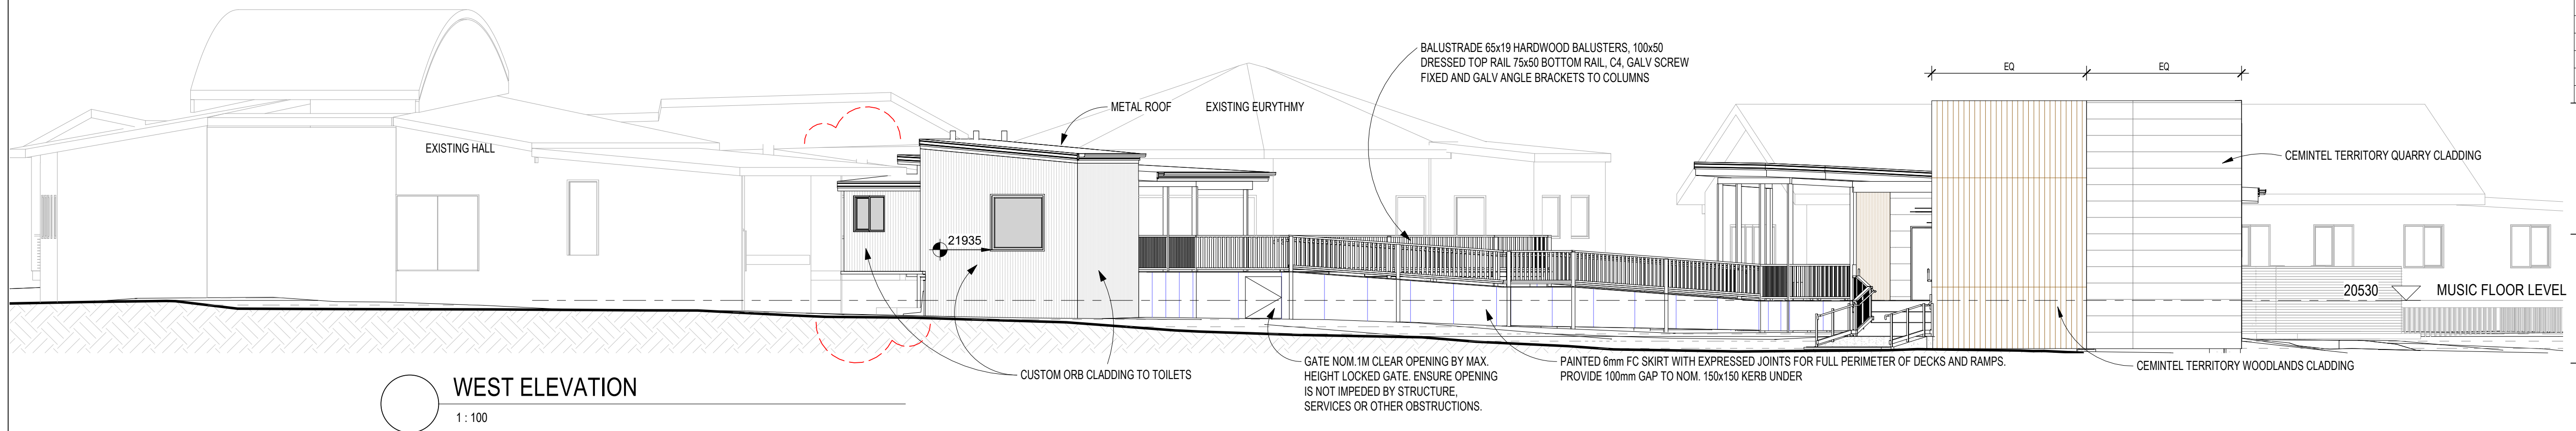 BALUSTRADE 65x19 HARDWOOD BALUSTERS, 100x50
DRESSED TOP RAIL 75x50 BOTTOM RAIL, C4, GALV SCREW
FIXED AND GALV ANGLE BRACKETS TO COLUMNS
EQ
EQ
METAL ROOF
EXISTING EURYTHMY
EXISTING HALL
CEMINTEL TERRITORY QUARRY CLADDING
21935
20530
MUSIC FLOOR LEVEL
GATE NOM.1M CLEAR OPENING BY MAX.
HEIGHT LOCKED GATE. ENSURE OPENING
IS NOT IMPEDED BY STRUCTURE,
SERVICES OR OTHER OBSTRUCTIONS.
PAINTED 6mm FC SKIRT WITH EXPRESSED JOINTS FOR FULL PERIMETER OF DECKS AND RAMPS.
PROVIDE 100mm GAP TO NOM. 150x150 KERB UNDER
CEMINTEL TERRITORY WOODLANDS CLADDING
CUSTOM ORB CLADDING TO TOILETS
WEST ELEVATION
1 : 100